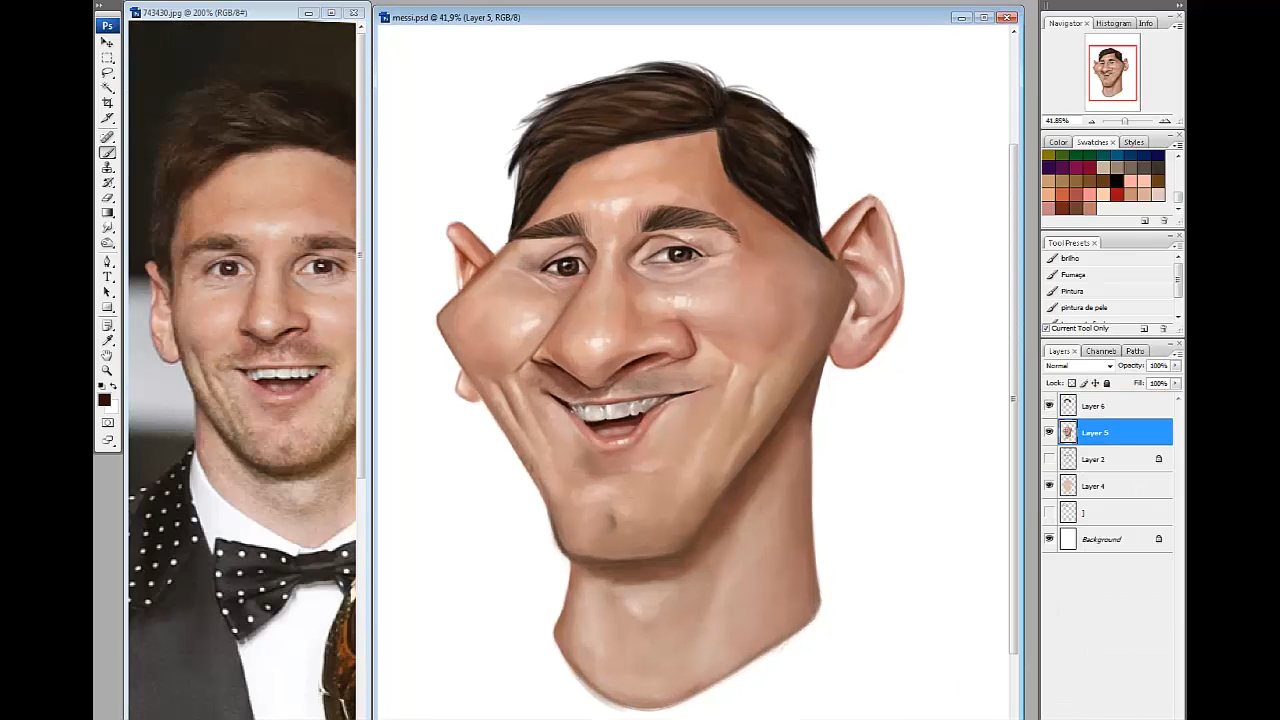 743430.jpg @ 200% (RGB/8#)
messi.psd @ 41,9% (Layer 5, RGB/8)
Ps
T
Navigator × Histogram Info
41.85%
Color Swatches × Styles
Tool Presets ×
brilho
Fumaça
Pintura
pintura de pele
Current Tool Only
Layers × Channels Paths
Normal Opacity: 100%
Lock: Fill: 100%
Layer 6
Layer 5
Layer 2
Layer 4
Background